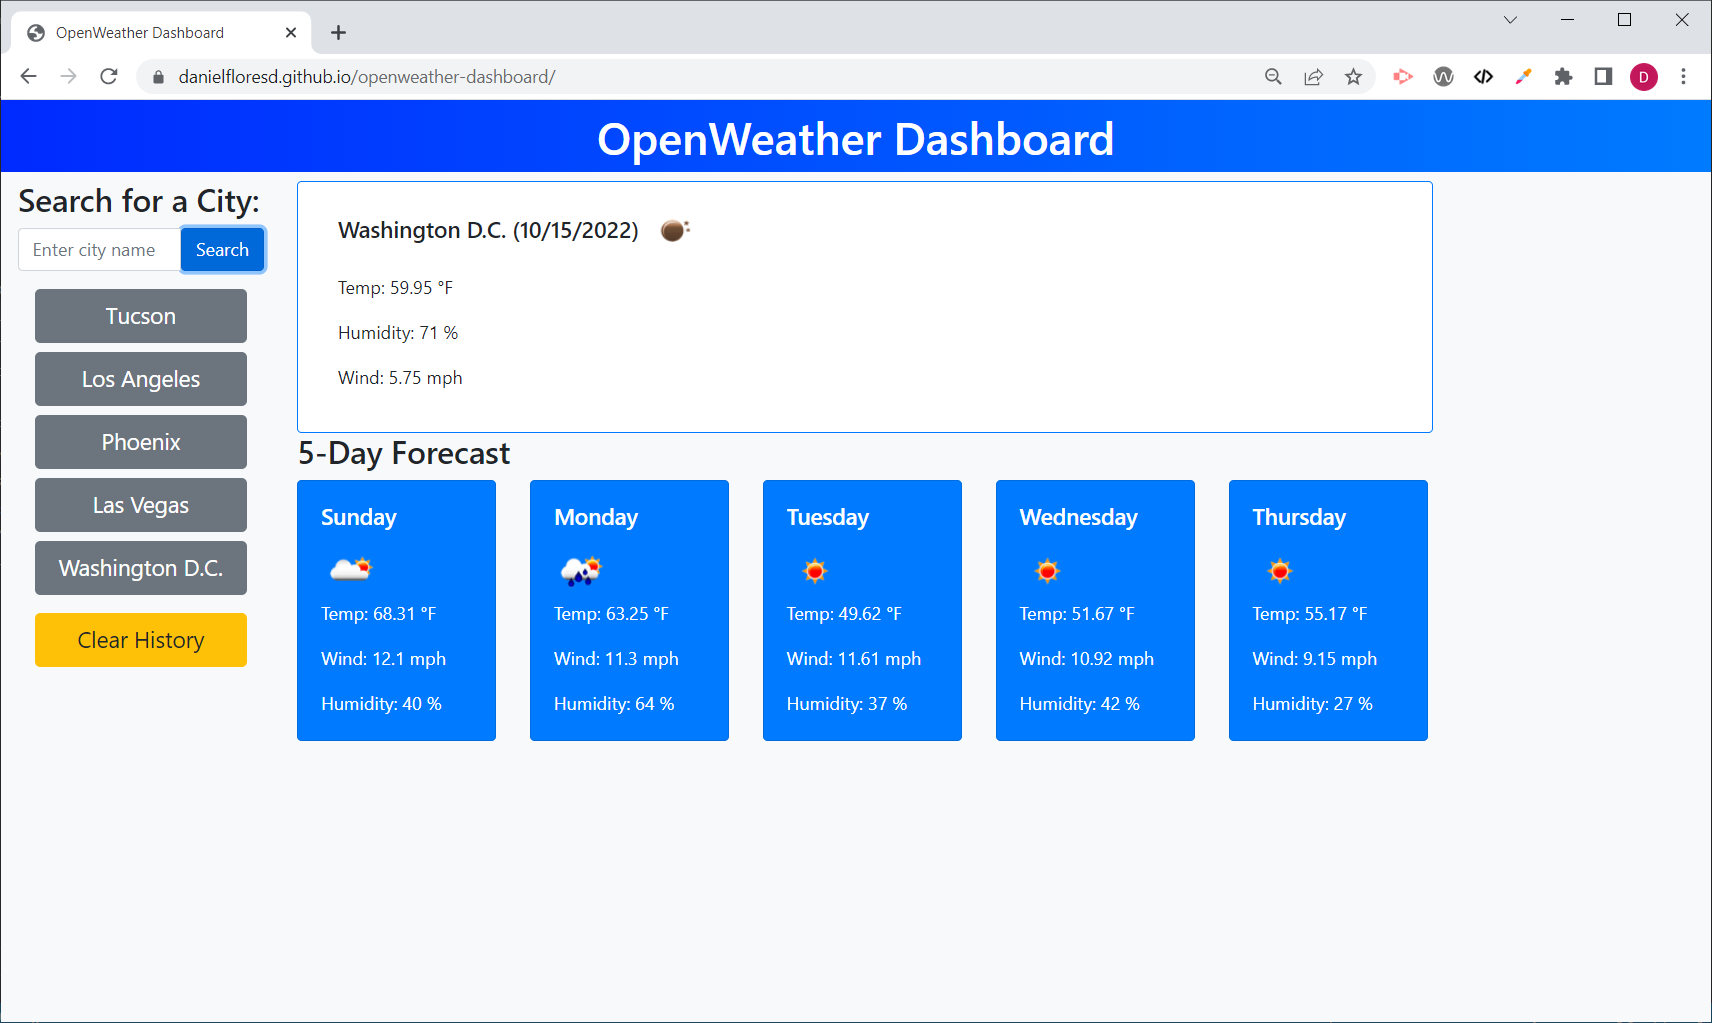 OpenWeather Dashboard
danielfloresd.github.io/openweather-dashboard/
D
OpenWeather Dashboard
Search for a City:
Enter city name
Search
Tucson
Los Angeles
Phoenix
Las Vegas
Washington D.C.
Clear History
Washington D.C. (10/15/2022)
Temp: 59.95 °F
Humidity: 71 %
Wind: 5.75 mph
5-Day Forecast
Sunday
Temp: 68.31 °F
Wind: 12.1 mph
Humidity: 40 %
Monday
Temp: 63.25 °F
Wind: 11.3 mph
Humidity: 64 %
Tuesday
Temp: 49.62 °F
Wind: 11.61 mph
Humidity: 37 %
Wednesday
Temp: 51.67 °F
Wind: 10.92 mph
Humidity: 42 %
Thursday
Temp: 55.17 °F
Wind: 9.15 mph
Humidity: 27 %